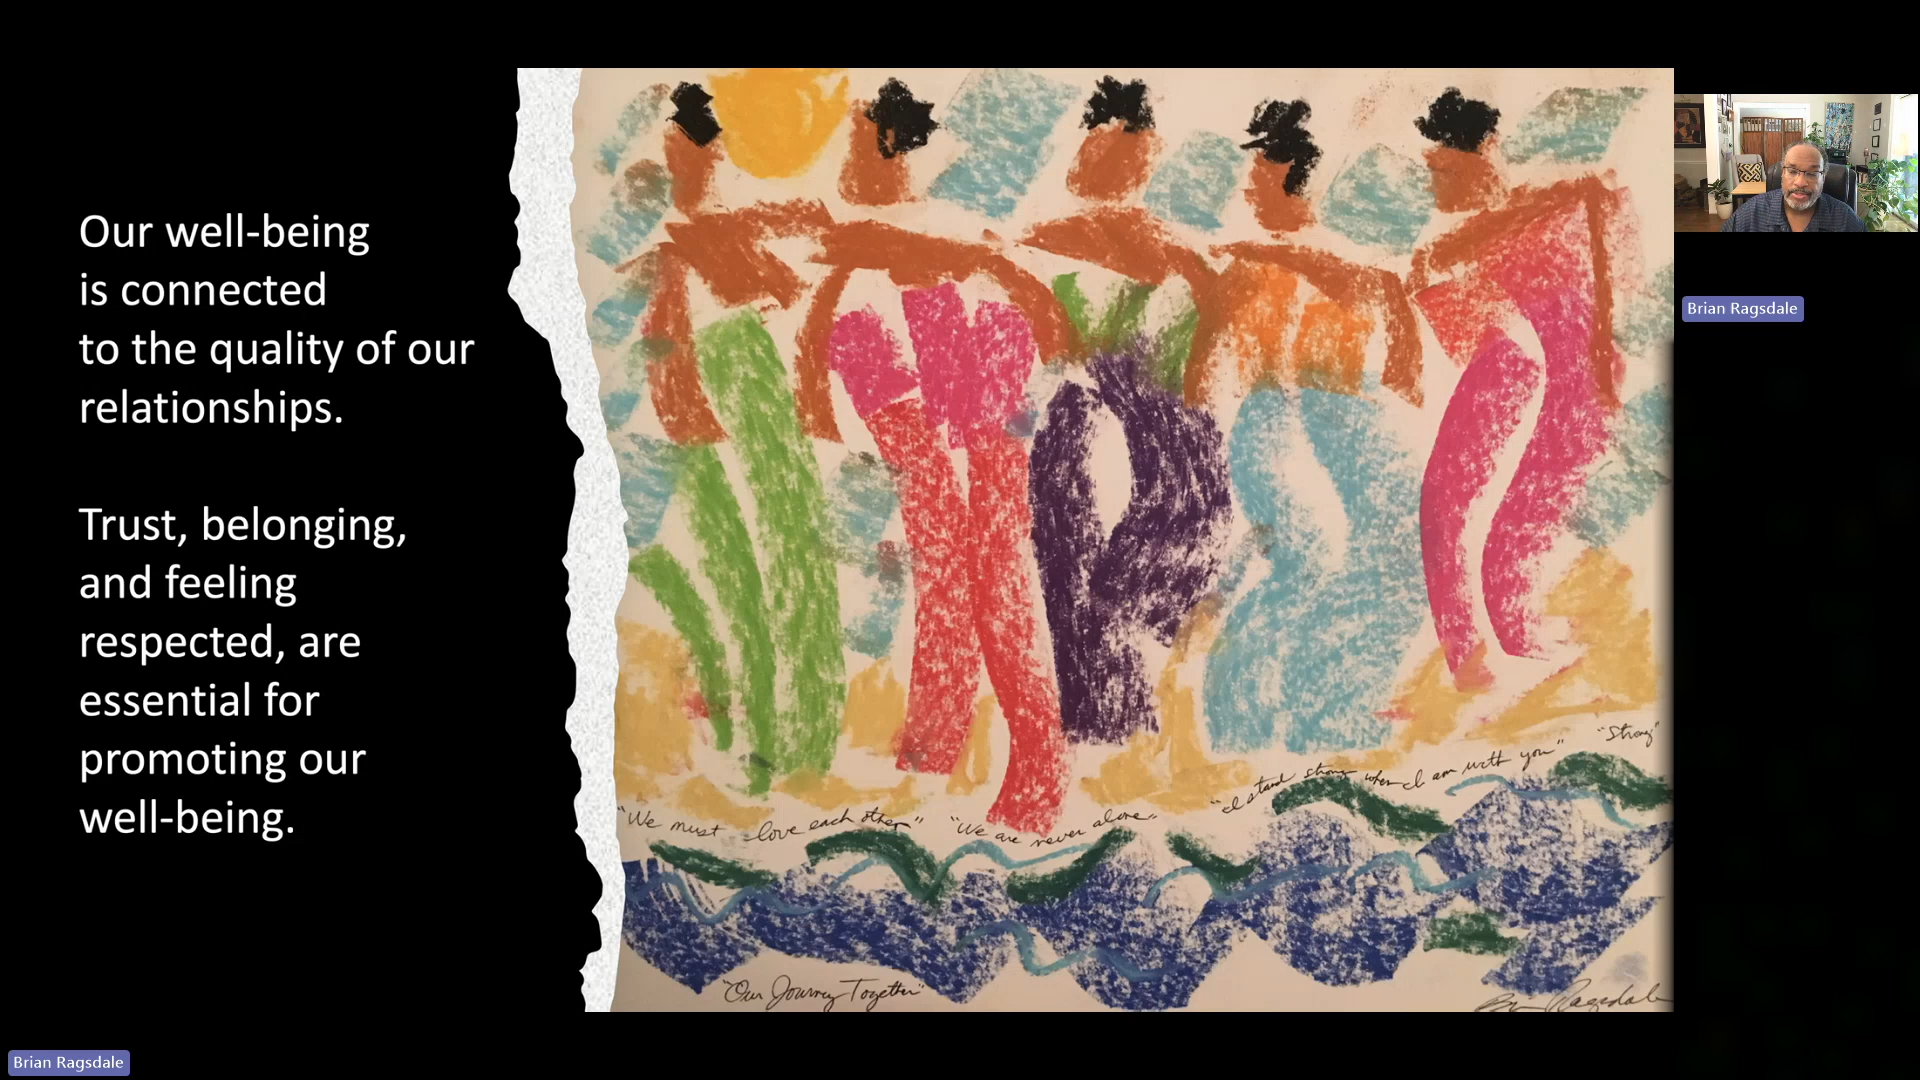 Our well-being
is connected
to the quality of our
relationships.
Trust, belonging,
and feeling
respected, are
essential for
promoting our
well-being.
"We must love each other" "We are never alone" "I stand strong when I am with you" "Strong"
"Our Journey Together"
Brian Ragsdale
Brian Ragsdale
Brian Ragsdale